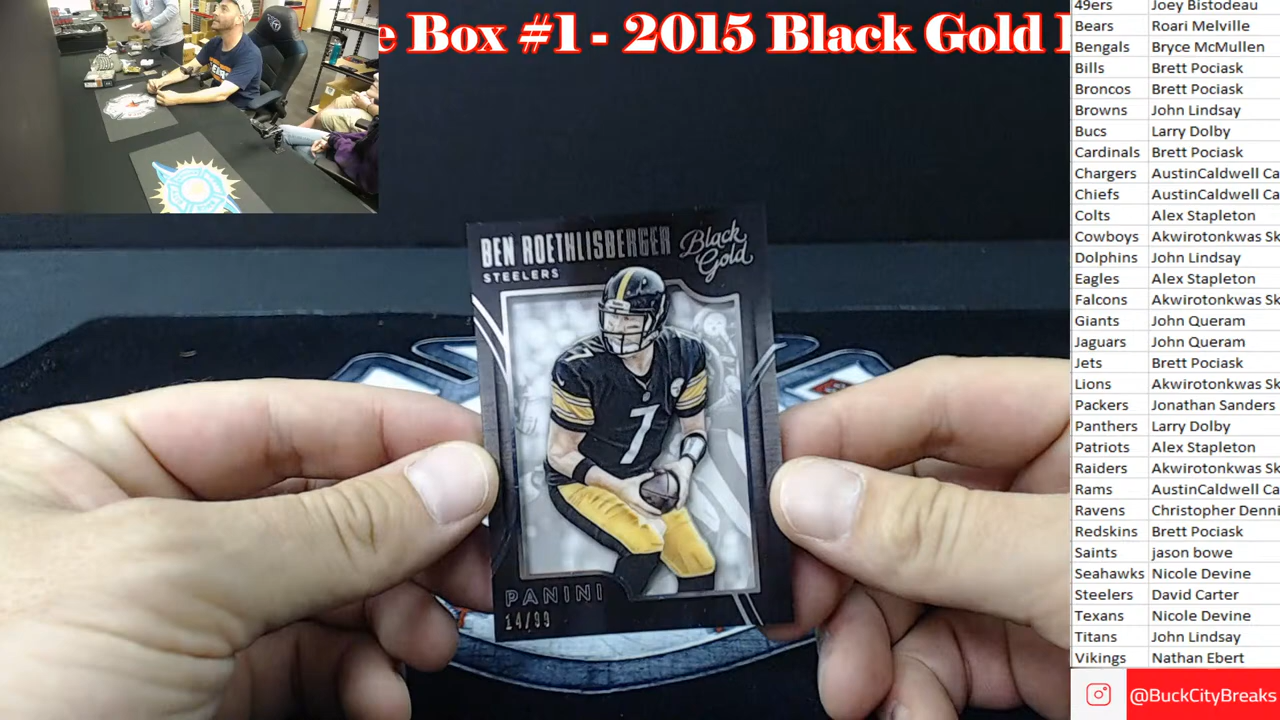 e Box #1 - 2015 Black Gold
BEN ROETHLISBERGER
STEELERS
Black
Gold
7
7
PANINI
14/99
49ers Joey Bistodeau
Bears Roari Melville
Bengals Bryce McMullen
Bills Brett Pociask
Broncos Brett Pociask
Browns John Lindsay
Bucs Larry Dolby
Cardinals Brett Pociask
Chargers AustinCaldwell Ca
Chiefs AustinCaldwell Ca
Colts Alex Stapleton
Cowboys Akwirotonkwas Sk
Dolphins John Lindsay
Eagles Alex Stapleton
Falcons Akwirotonkwas Sk
Giants John Queram
Jaguars John Queram
Jets Brett Pociask
Lions Akwirotonkwas Sk
Packers Jonathan Sanders
Panthers Larry Dolby
Patriots Alex Stapleton
Raiders Akwirotonkwas Sk
Rams AustinCaldwell Ca
Ravens Christopher Denni
Redskins Brett Pociask
Saints jason bowe
Seahawks Nicole Devine
Steelers David Carter
Texans Nicole Devine
Titans John Lindsay
Vikings Nathan Ebert
@BuckCityBreaks